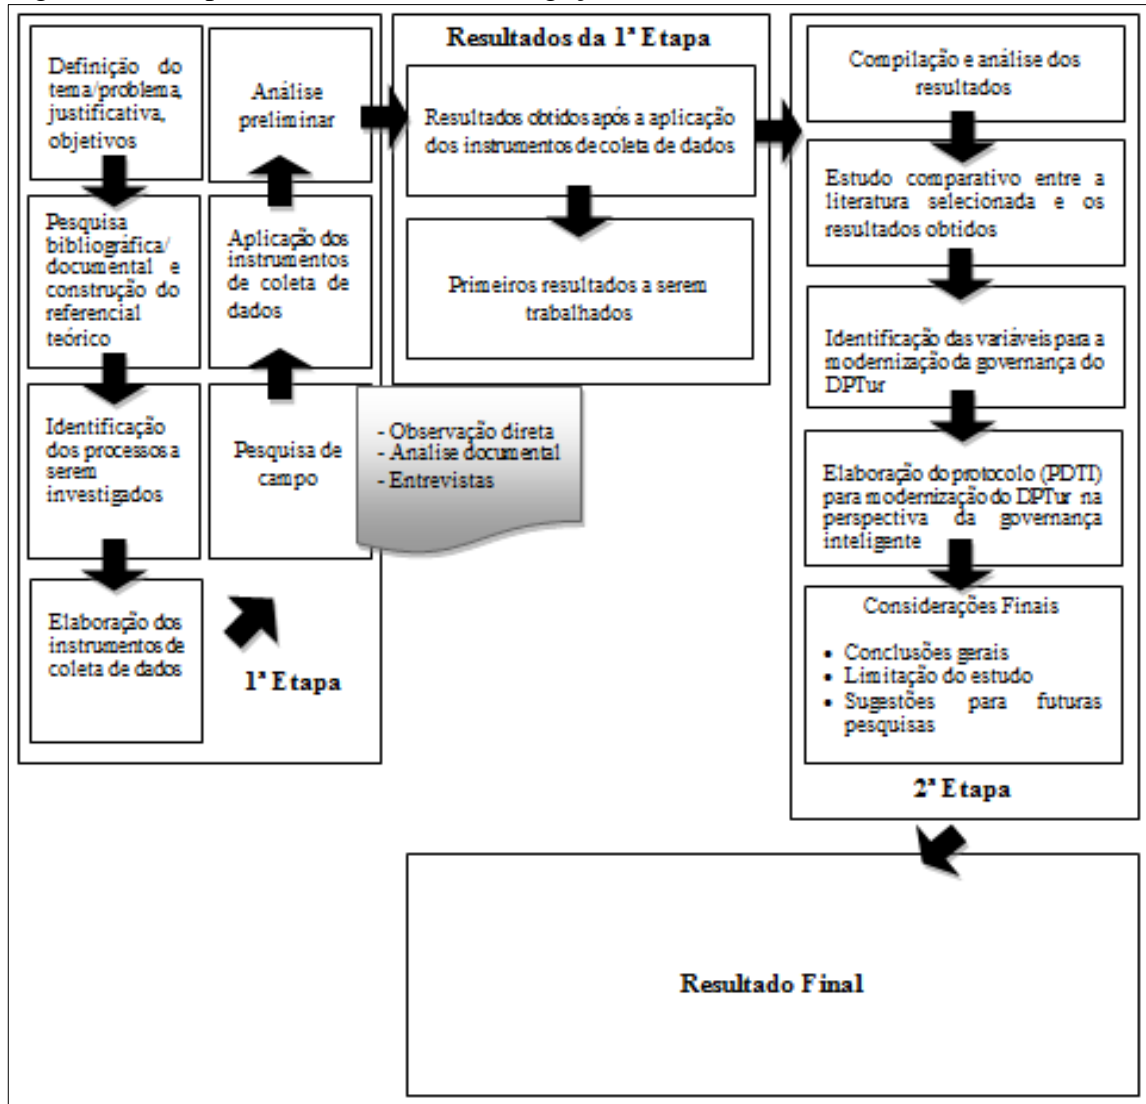 Definição do
tema/problema,
justificativa,
objetivos
Pesquisa
bibliográfica/
documental e
construção do
referencial
teórico
Identificação
dos processos a
serem
investigados
Elaboração dos
instrumentos de
coleta de dados
Pesquisa de
campo
- Observação direta
- Analise documental
- Entrevistas
Aplicação dos
instrumentos
de coleta de
dados
Análise
preliminar
1ª Etapa
Resultados da 1ª Etapa
Resultados obtidos após a aplicação
dos instrumentos de coleta de dados
Primeiros resultados a serem
trabalhados
Compilação e análise dos
resultados
Estudo comparativo entre a
literatura selecionada e os
resultados obtidos
Identificação das variáveis para a
modernização da governança do
DPTur
Elaboração do protocolo (PDTI)
para modernização do DPTur na
perspectiva da governança
inteligente
Considerações Finais
• Conclusões gerais
• Limitação do estudo
• Sugestões para futuras
pesquisas
2ª Etapa
Resultado Final